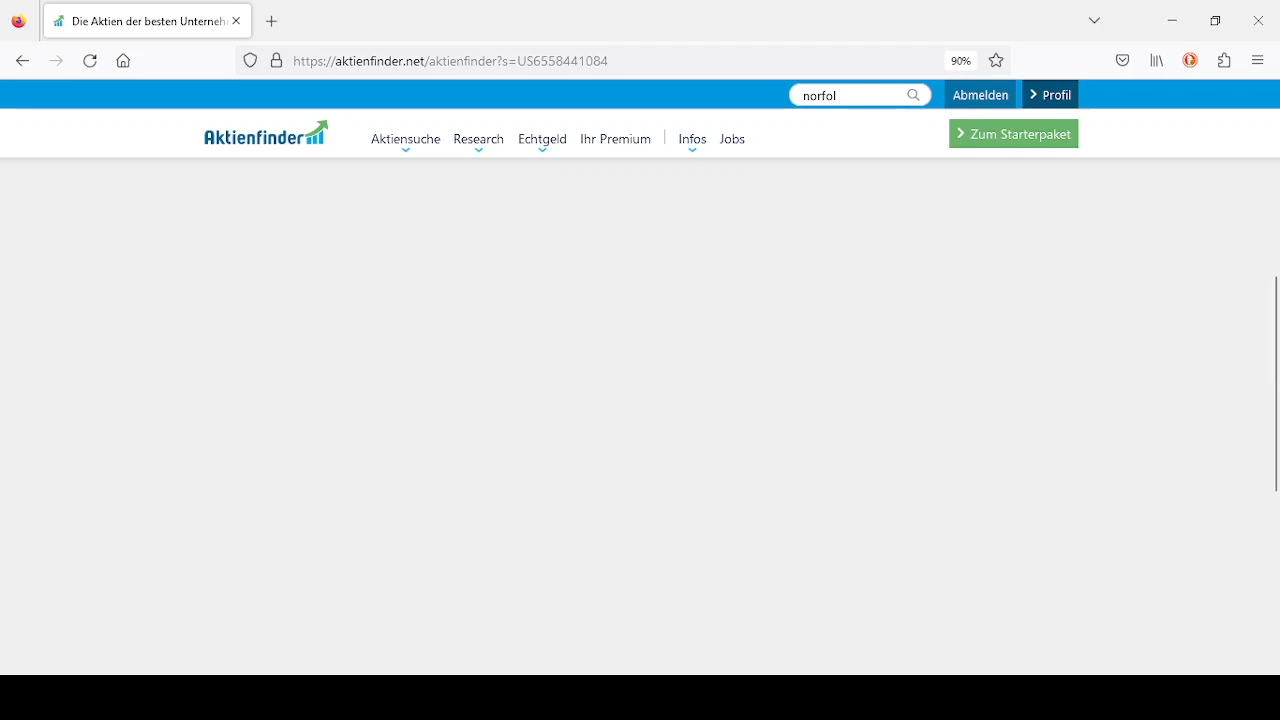 Die Aktien der besten Unterneh
https://aktienfinder.net/aktienfinder?s=US6558441084
90%
norfol
Abmelden
Profil
Aktienfinder
Aktiensuche
Research
Echtgeld
Ihr Premium
Infos
Jobs
Zum Starterpaket